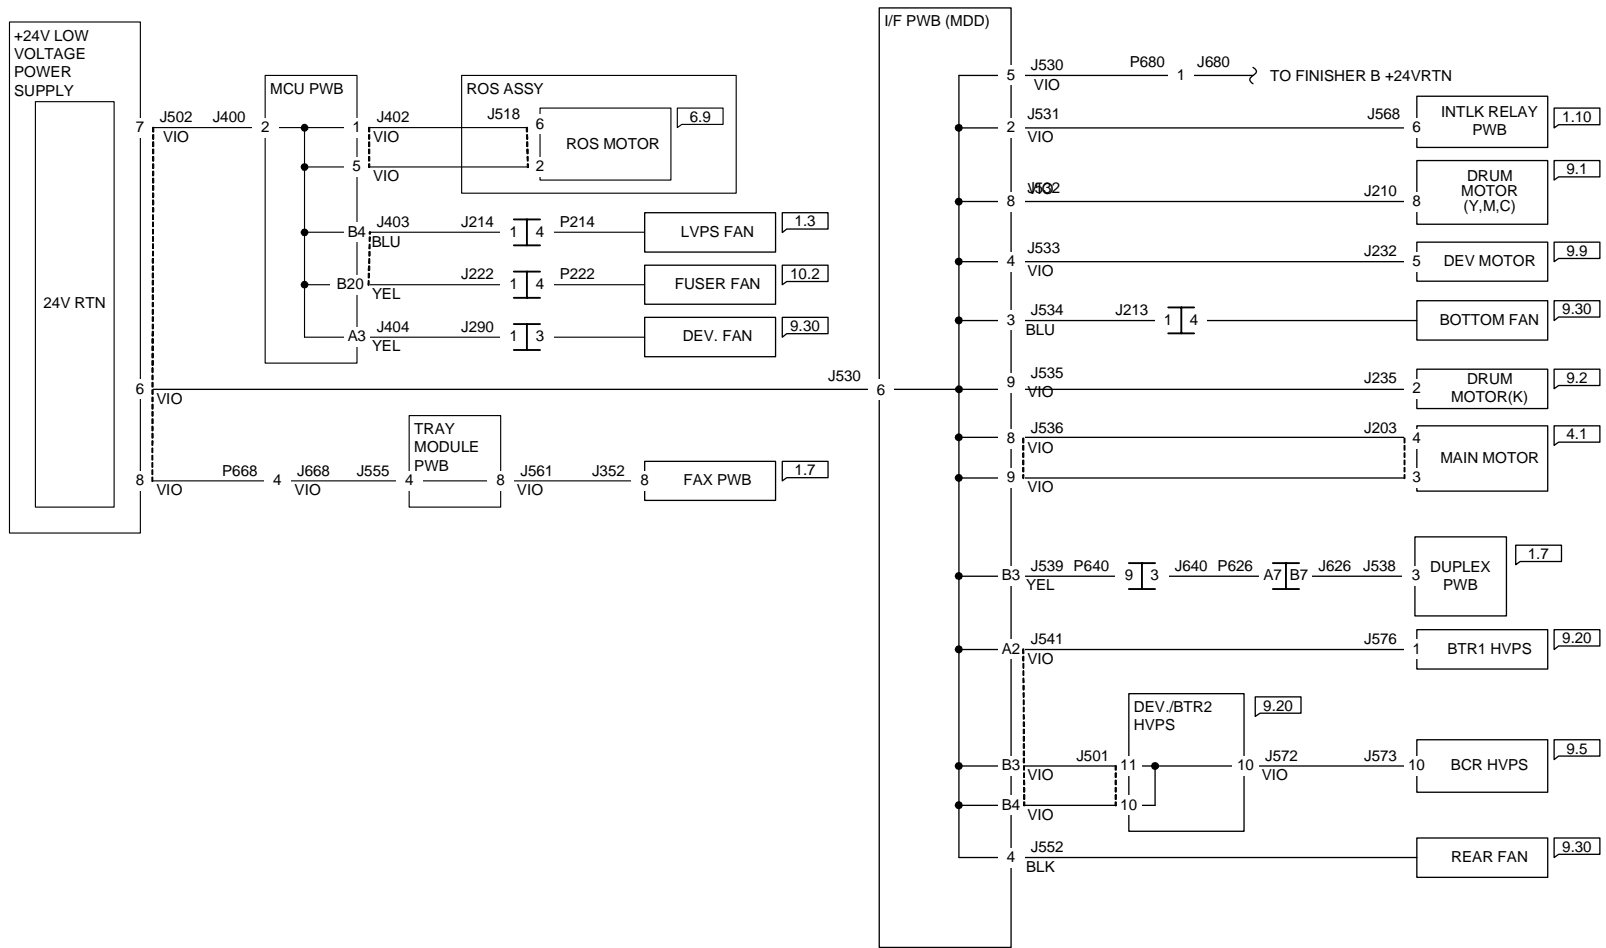 I/F PWB (MDD)
+24V LOW
VOLTAGE
POWER
SUPPLY
24V RTN
MCU PWB
ROS ASSY
7 J502 J400 2 1 J402 J518 6
VIO VIO
ROS MOTOR
6.9
5 2
VIO
B4 J403 J214 1 4 P214 LVPS FAN 1.3
BLU
B20 J222 1 4 P222 FUSER FAN 10.2
YEL
A3 J404 J290 1 3 DEV. FAN 9.30
YEL
6 J530 6
VIO
TRAY
MODULE
PWB
8 P668 4 J668 J555 4 8 J561 J352 8 FAX PWB 1.7
VIO VIO VIO
5 J530 P680 1 J680 TO FINISHER B +24VRTN
VIO
2 J531 J568 6 INTLK RELAY 1.10
VIO PWB
8 J532 J210 8 DRUM 9.1
VIO MOTOR
(Y,M,C)
4 J533 J232 5 DEV MOTOR 9.9
VIO
3 J534 J213 1 4 BOTTOM FAN 9.30
BLU
9 J535 J235 2 DRUM 9.2
VIO MOTOR(K)
8 J536 J203 4 4.1
VIO
MAIN MOTOR
9 3
VIO
B3 J539 P640 9 3 J640 P626 A7 B7 J626 J538 3 DUPLEX 1.7
YEL PWB
A2 J541 J576 1 BTR1 HVPS 9.20
VIO
DEV./BTR2 9.20
HVPS
B3 J501 11 10 J572 J573 10 BCR HVPS 9.5
VIO VIO
B4 10
VIO
4 J552 REAR FAN 9.30
BLK